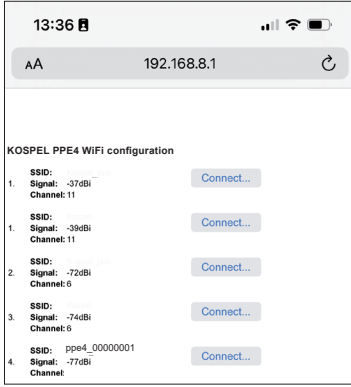 13:36
AA 192.168.8.1
KOSPEL PPE4 WiFi configuration
SSID:
1. Signal: -37dBi Connect...
Channel: 11
SSID:
1. Signal: -39dBi Connect...
Channel: 11
SSID:
2. Signal: -72dBi Connect...
Channel: 6
SSID:
3. Signal: -74dBi Connect...
Channel: 6
SSID: ppe4_00000001
4. Signal: -77dBi Connect...
Channel: